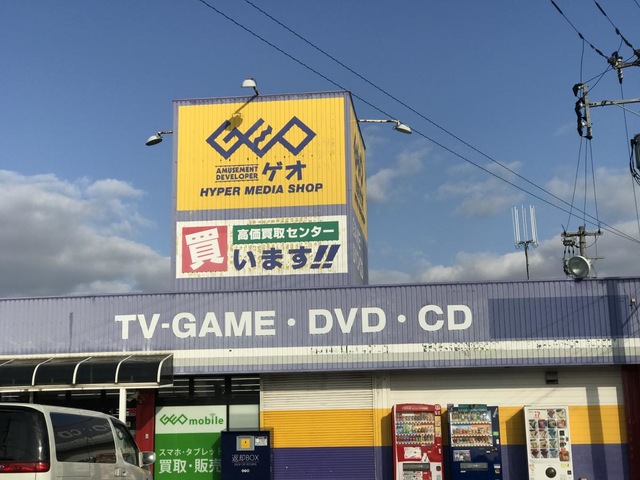 GEO
AMUSEMENT
DEVELOPER
ゲオ
HYPER MEDIA SHOP
高価買取センター
買います!!
TV-GAME・DVD・CD
GEO mobile
スマホ・タブレット
買取・販売
返却BOX